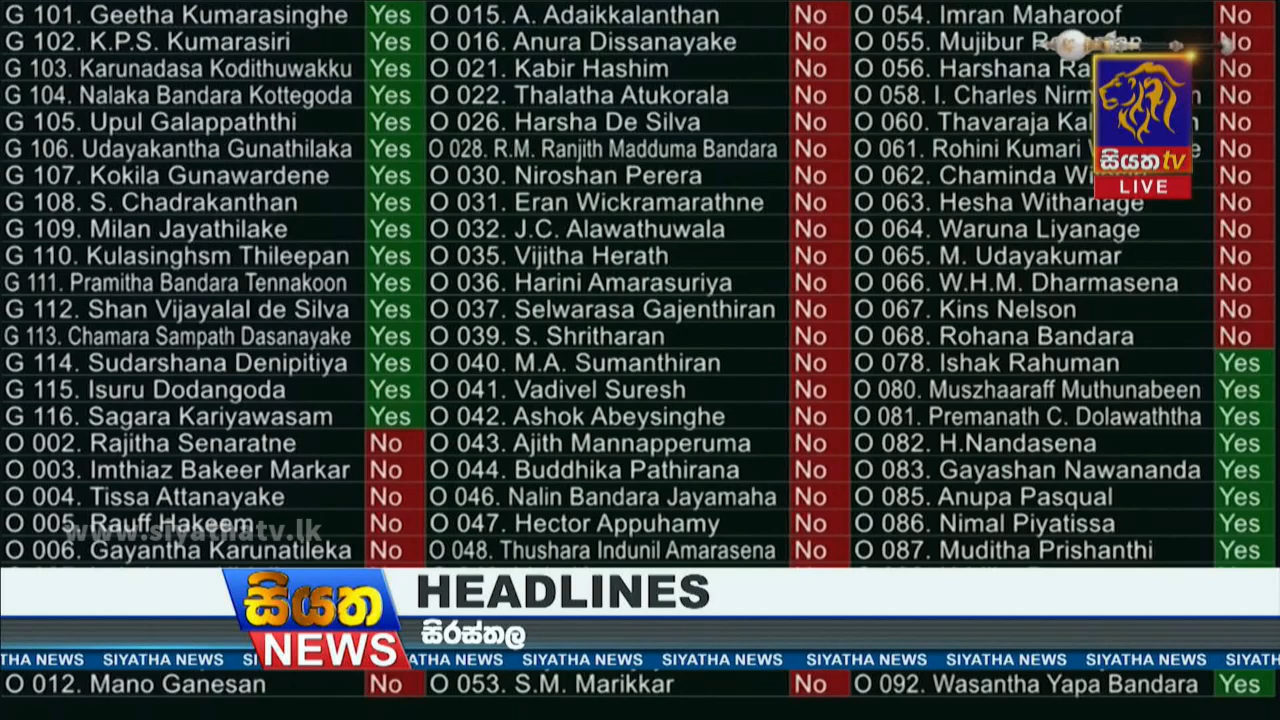 G 101. Geetha Kumarasinghe Yes O 015. A. Adaikkalanthan No O 054. Imran Maharoof No
G 102. K.P.S. Kumarasiri Yes O 016. Anura Dissanayake No O 055. Mujibur No
G 103. Karunadasa Kodithuwakku Yes O 021. Kabir Hashim No O 056. Harshana No
G 104. Nalaka Bandara Kottegoda Yes O 022. Thalatha Atukorala No O 058. I. Charles No
G 105. Upul Galappaththi Yes O 026. Harsha De Silva No O 060. Thavaraja No
G 106. Udayakantha Gunathilaka Yes O 028. R.M. Ranjith Madduma Bandara No O 061. Rohini Kumari No
G 107. Kokila Gunawardene Yes O 030. Niroshan Perera No O 062. Chaminda No
G 108. S. Chadrakanthan Yes O 031. Eran Wickramarathne No O 063. Hesha Withanage No
G 109. Milan Jayathilake Yes O 032. J.C. Alawathuwala No O 064. Waruna Liyanage No
G 110. Kulasinghsm Thileepan Yes O 035. Vijitha Herath No O 065. M. Udayakumar No
G 111. Pramitha Bandara Tennakoon Yes O 036. Harini Amarasuriya No O 066. W.H.M. Dharmasena No
G 112. Shan Vijayalal de Silva Yes O 037. Selwarasa Gajenthiran No O 067. Kins Nelson No
G 113. Chamara Sampath Dasanayake Yes O 039. S. Shritharan No O 068. Rohana Bandara No
G 114. Sudarshana Denipitiya Yes O 040. M.A. Sumanthiran No O 078. Ishak Rahuman Yes
G 115. Isuru Dodangoda Yes O 041. Vadivel Suresh No O 080. Muszhaaraff Muthunabeen Yes
G 116. Sagara Kariyawasam Yes O 042. Ashok Abeysinghe No O 081. Premanath C. Dolawaththa Yes
O 002. Rajitha Senaratne No O 043. Ajith Mannapperuma No O 082. H.Nandasena Yes
O 003. Imthiaz Bakeer Markar No O 044. Buddhika Pathirana No O 083. Gayashan Nawananda Yes
O 004. Tissa Attanayake No O 046. Nalin Bandara Jayamaha No O 085. Anupa Pasqual Yes
O 005. Rauff Hakeem No O 047. Hector Appuhamy No O 086. Nimal Piyatissa Yes
O 006. Gayantha Karunatileka No O 048. Thushara Indunil Amarasena No O 087. Muditha Prishanthi Yes
සියත tv
LIVE
www.siyathatv.lk
සියත
NEWS
HEADLINES
සිරස්තල
THA NEWS SIYATHA NEWS ATHA NEWS SIYATHA NEWS SIYATHA NEWS SIYATHA NEWS SIYATHA NEWS SIYATH
O 012. Mano Ganesan No O 053. S.M. Marikkar No O 092. Wasantha Yapa Bandara Yes